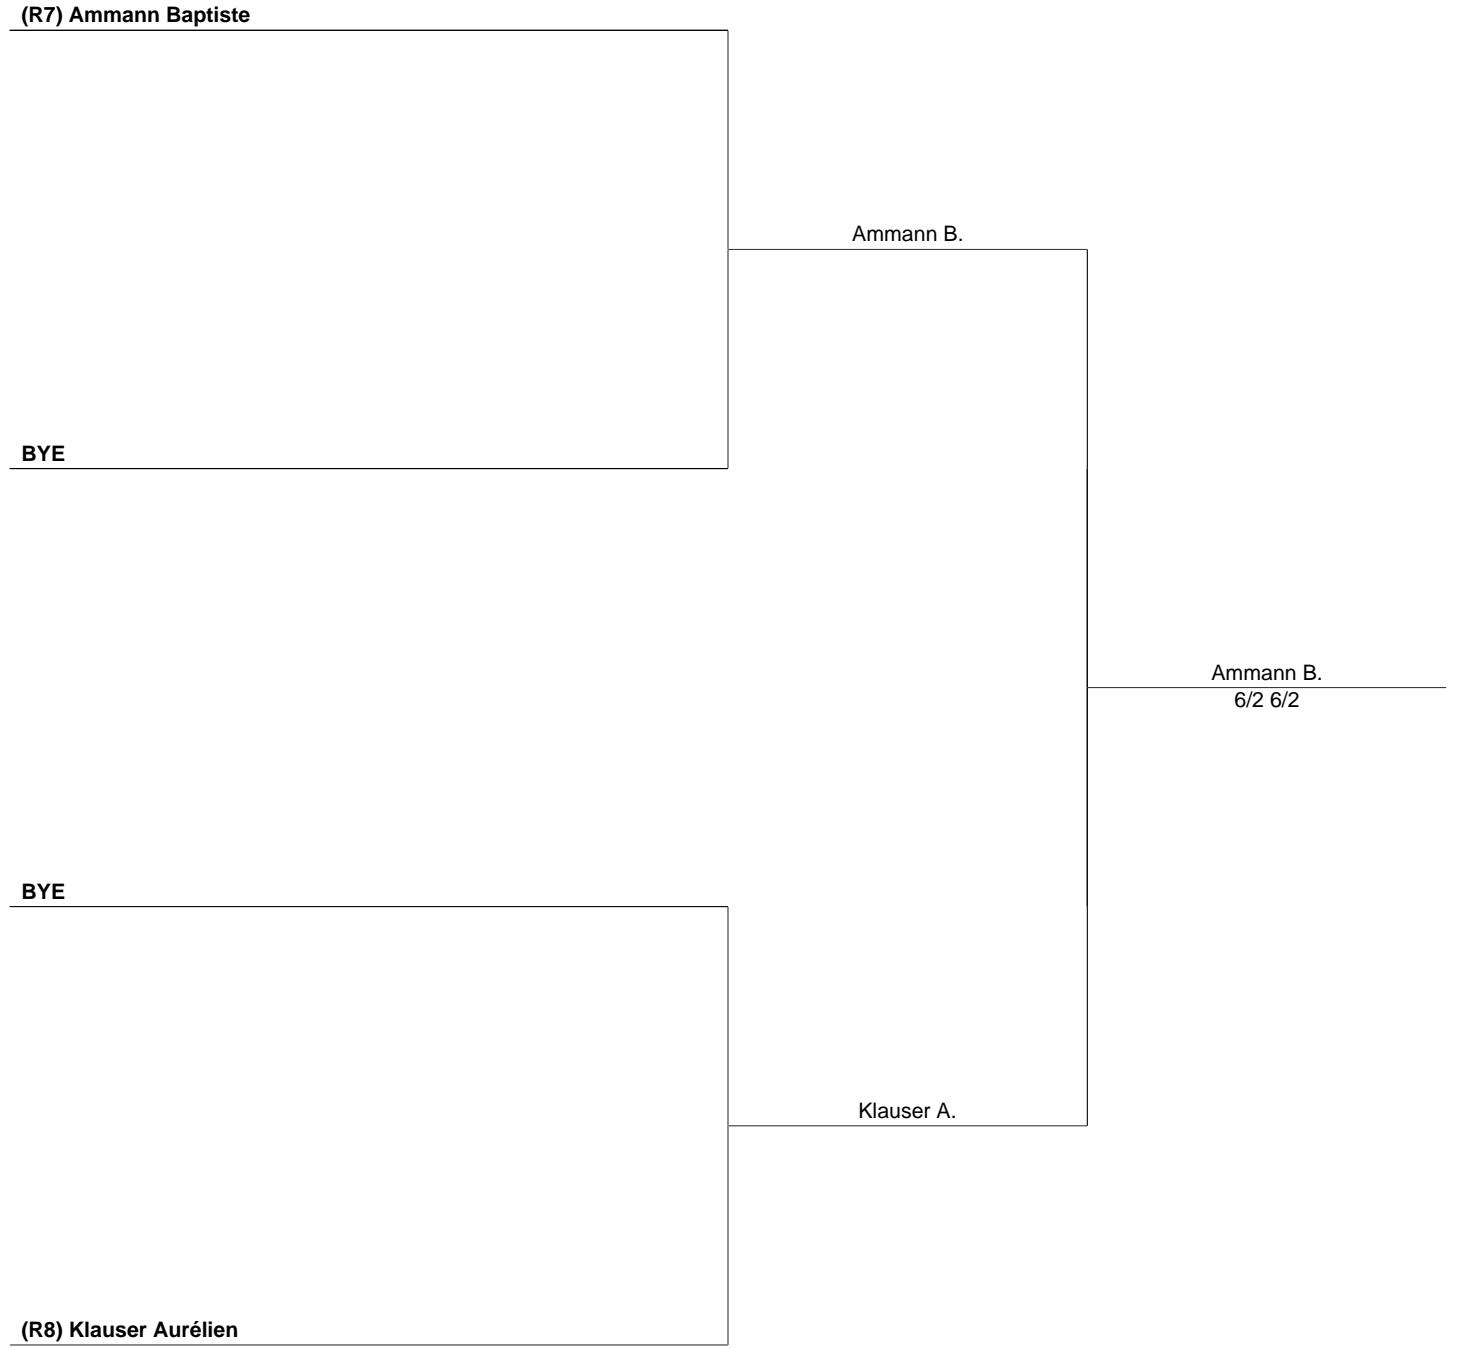 (R7) Ammann Baptiste
Ammann B.
BYE
Ammann B.
6/2 6/2
BYE
Klauser A.
(R8) Klauser Aurélien